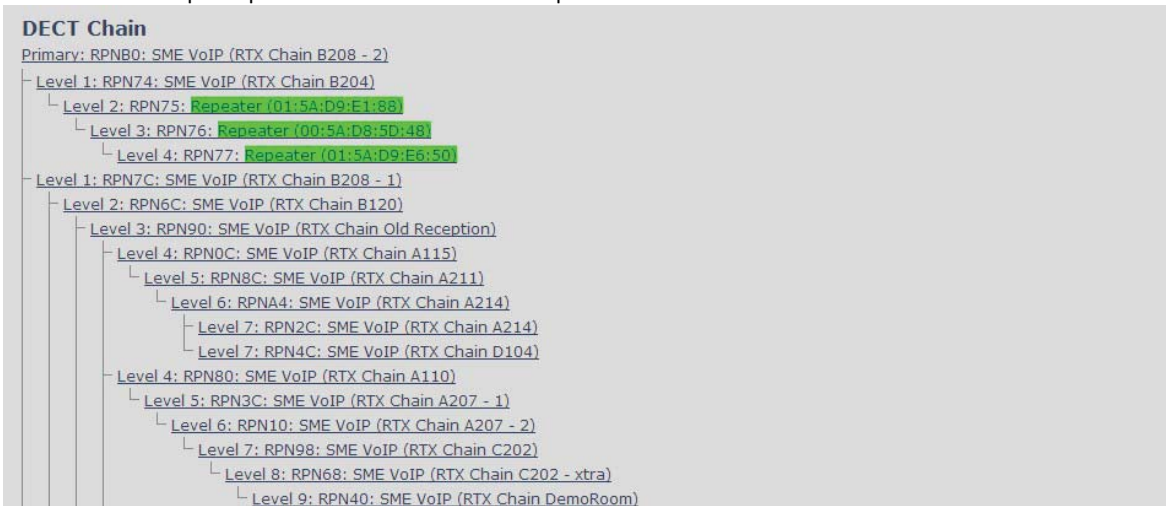 DECT Chain
Primary: RPNB0: SME VoIP (RTX Chain B208 - 2)
Level 1: RPN74: SME VoIP (RTX Chain B204)
Level 2: RPN75: Repeater (01:5A:D9:E1:88)
Level 3: RPN76: Repeater (00:5A:D8:5D:48)
Level 4: RPN77: Repeater (01:5A:D9:E6:50)
Level 1: RPN7C: SME VoIP (RTX Chain B208 - 1)
Level 2: RPN6C: SME VoIP (RTX Chain B120)
Level 3: RPN90: SME VoIP (RTX Chain Old Reception)
Level 4: RPN0C: SME VoIP (RTX Chain A115)
Level 5: RPN8C: SME VoIP (RTX Chain A211)
Level 6: RPNA4: SME VoIP (RTX Chain A214)
Level 7: RPN2C: SME VoIP (RTX Chain A214)
Level 7: RPN4C: SME VoIP (RTX Chain D104)
Level 4: RPN80: SME VoIP (RTX Chain A110)
Level 5: RPN3C: SME VoIP (RTX Chain A207 - 1)
Level 6: RPN10: SME VoIP (RTX Chain A207 - 2)
Level 7: RPN98: SME VoIP (RTX Chain C202)
Level 8: RPN68: SME VoIP (RTX Chain C202 - xtra)
Level 9: RPN40: SME VoIP (RTX Chain DemoRoom)